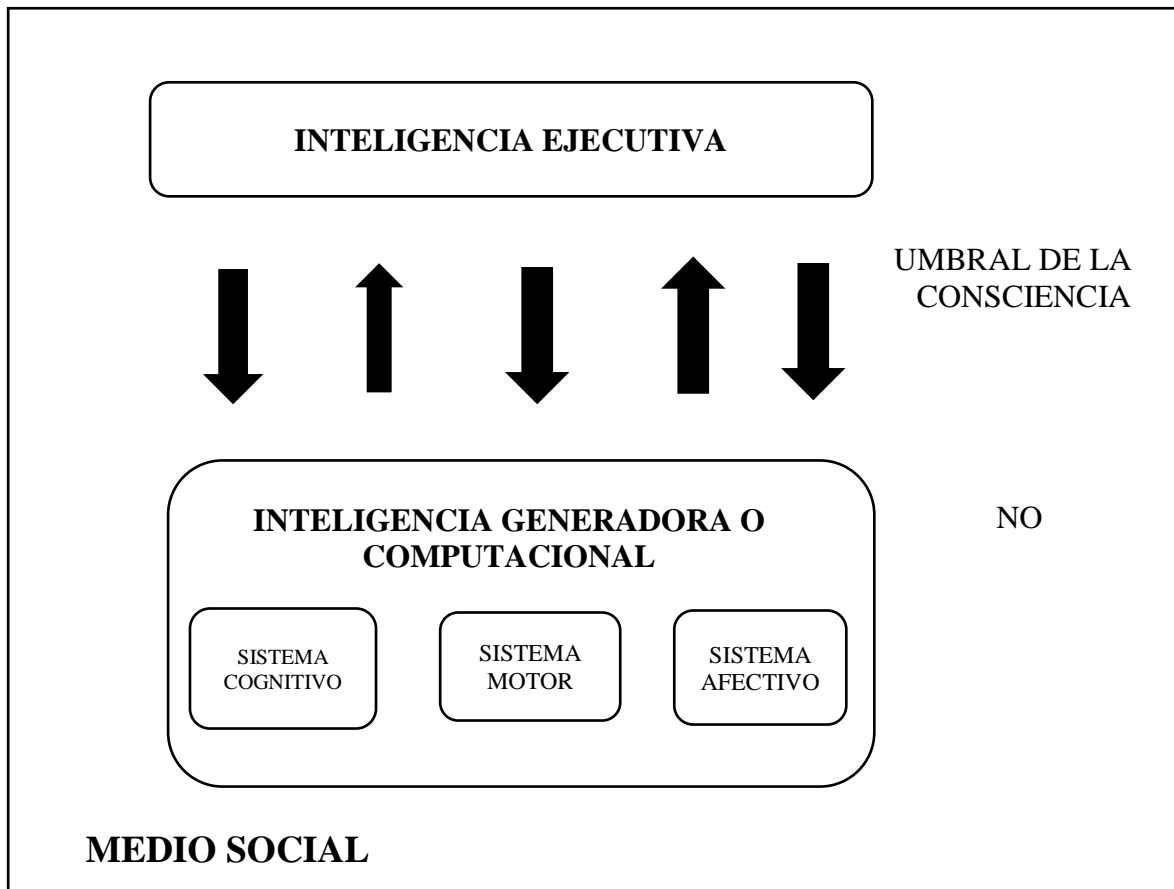 INTELIGENCIA EJECUTIVA
UMBRAL DE LA
CONSCIENCIA
INTELIGENCIA GENERADORA O
COMPUTACIONAL
NO
SISTEMA
COGNITIVO
SISTEMA
MOTOR
SISTEMA
AFECTIVO
MEDIO SOCIAL